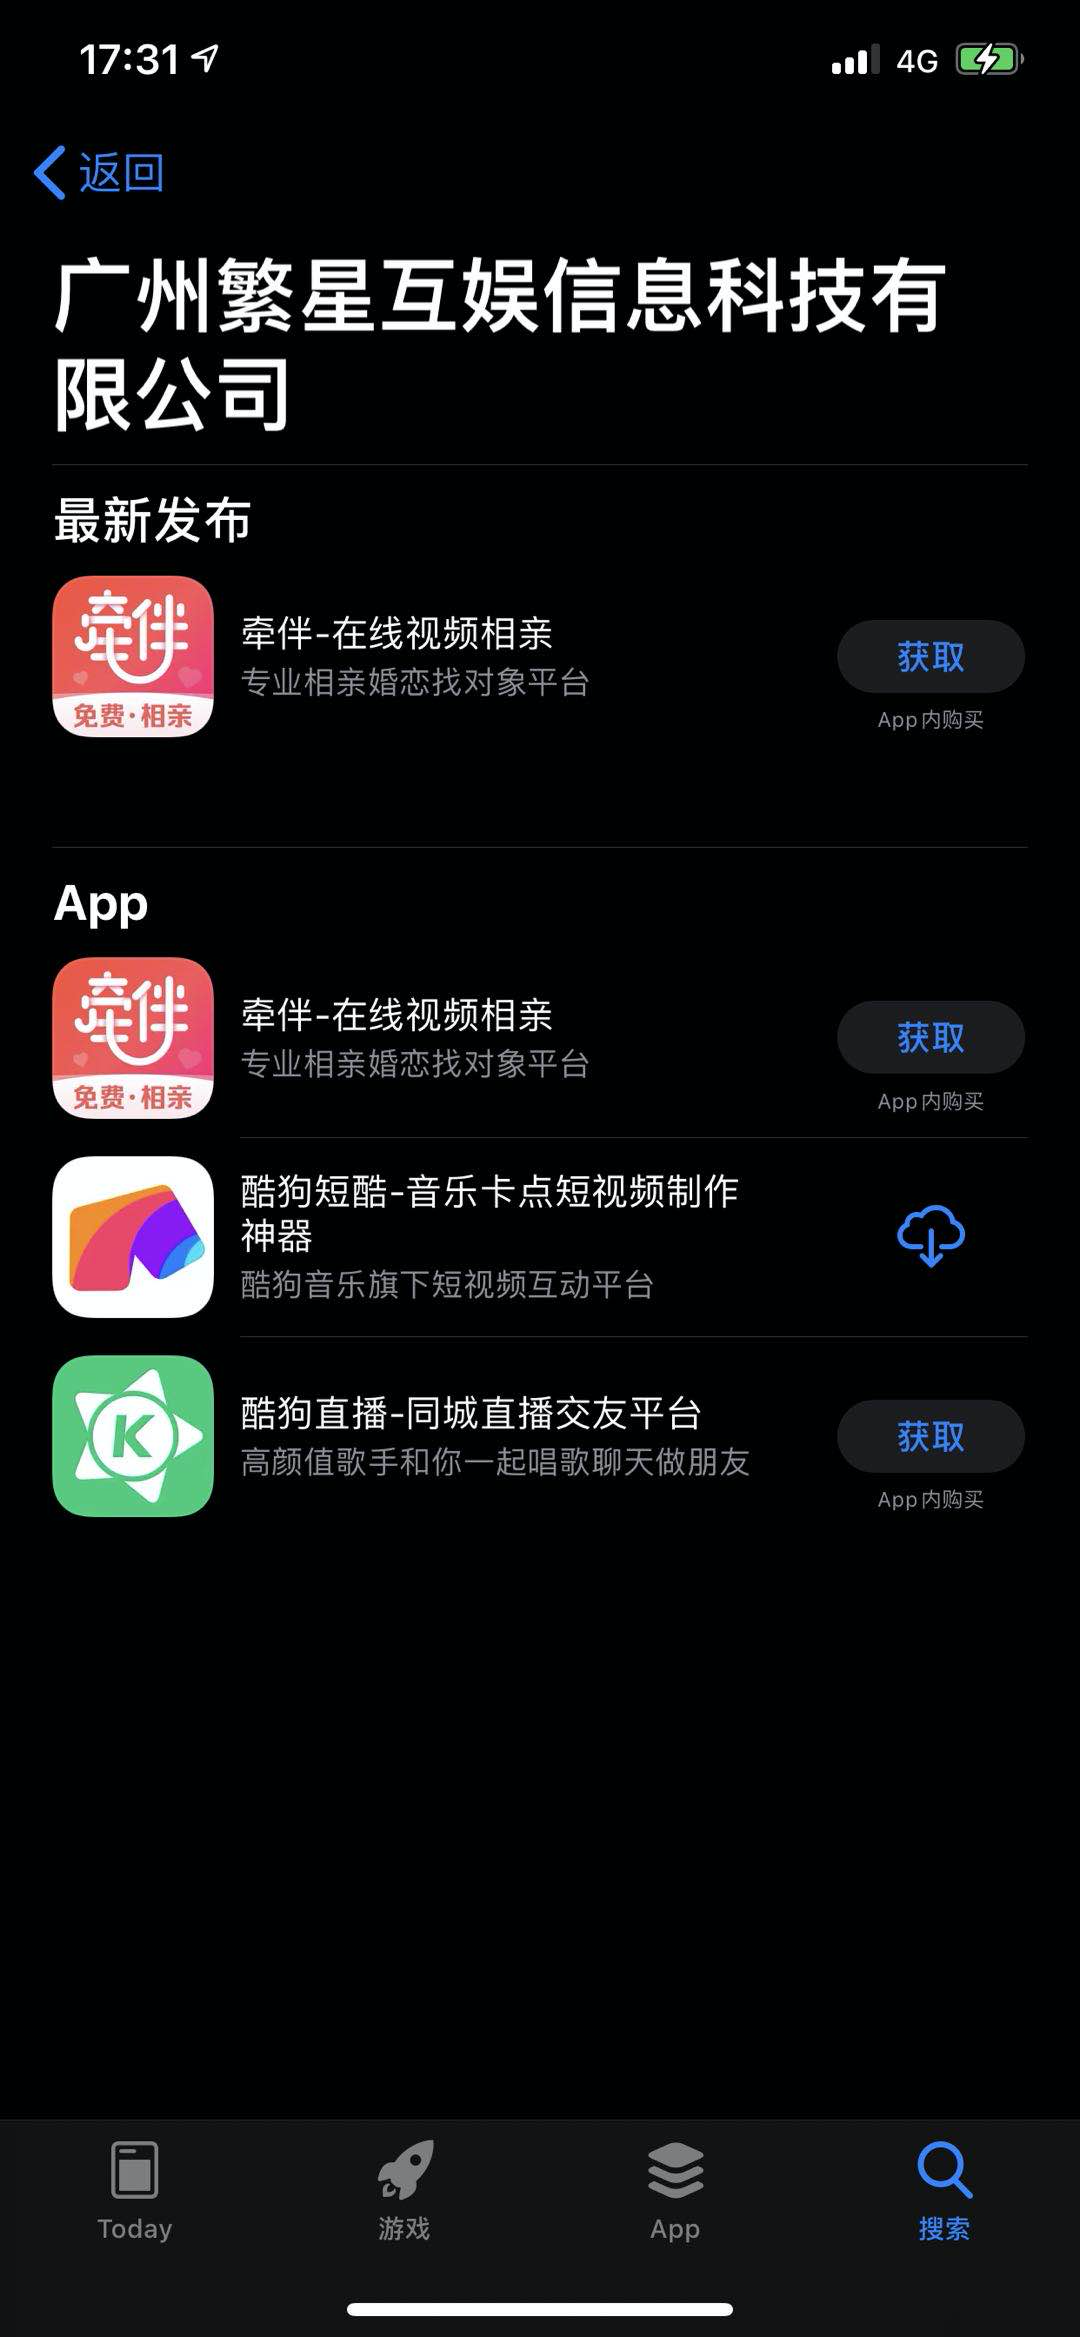 17:31
4G
返回
广州繁星互娱信息科技有
限公司
最新发布
牵伴
免费·相亲
牵伴-在线视频相亲
专业相亲婚恋找对象平台
获取
App内购买
App
牵伴
免费·相亲
牵伴-在线视频相亲
专业相亲婚恋找对象平台
获取
App内购买
酷狗短酷-音乐卡点短视频制作
神器
酷狗音乐旗下短视频互动平台
K
酷狗直播-同城直播交友平台
高颜值歌手和你一起唱歌聊天做朋友
获取
App内购买
Today
游戏
App
搜索